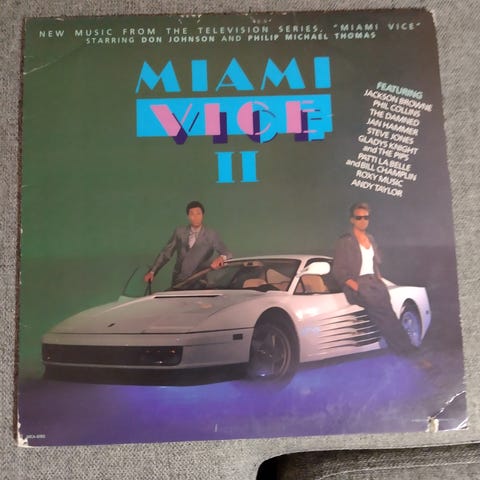 NEW MUSIC FROM THE TELEVISION SERIES, "MIAMI VICE"
STARRING DON JOHNSON AND PHILIP MICHAEL THOMAS
MIAMI
VICE
II
FEATURING
JACKSON BROWNE
PHIL COLLINS
THE DAMNED
JAN HAMMER
STEVE JONES
GLADYS KNIGHT
and THE PIPS
PATTI LA BELLE
and BILL CHAMPLIN
ROXY MUSIC
ANDY TAYLOR